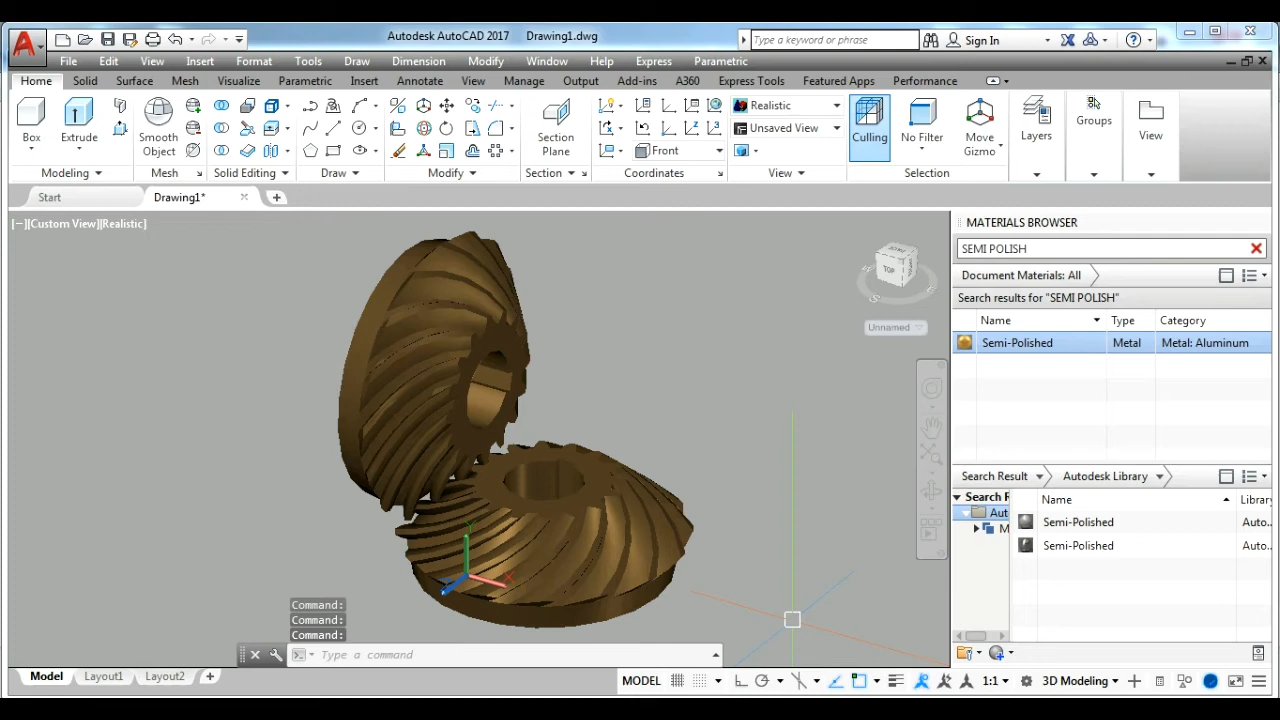 Autodesk AutoCAD 2017 Drawing1.dwg
Type a keyword or phrase
Sign In
File Edit View Insert Format Tools Draw Dimension Modify Window Help Express Parametric
Home Solid Surface Mesh Visualize Parametric Insert Annotate View Manage Output Add-ins A360 Express Tools Featured Apps Performance
Realistic
Unsaved View
Front
Box
Extrude
Smooth
Object
Section
Plane
Culling
No Filter
Move
Gizmo
Layers
Groups
View
Modeling Mesh Solid Editing Draw Modify Section Coordinates View Selection
Start Drawing1*
[−][Custom View][Realistic]
TOP
S
Unnamed
Y
X
MATERIALS BROWSER
SEMI POLISH
Document Materials: All
Search results for "SEMI POLISH"
Name Type Category
Semi-Polished Metal Metal: Aluminum
Search Result Autodesk Library
Search R Name Library
Aut Semi-Polished Auto...
M Semi-Polished Auto...
Command:
Command:
Command:
Type a command
Model Layout1 Layout2
MODEL 1:1 3D Modeling